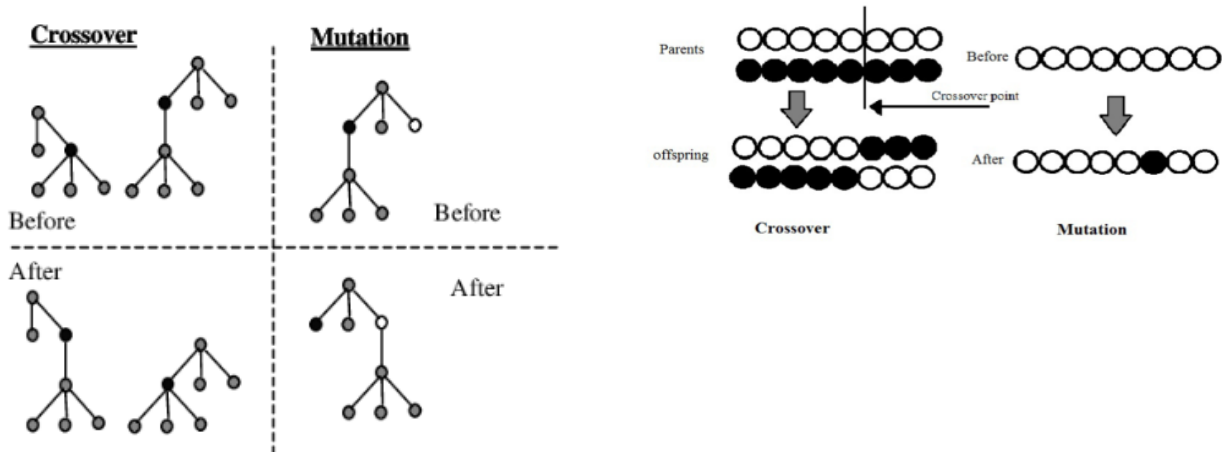 Crossover
Mutation
Before
Before
After
After
Parents
Before
Crossover point
offspring
After
Crossover
Mutation